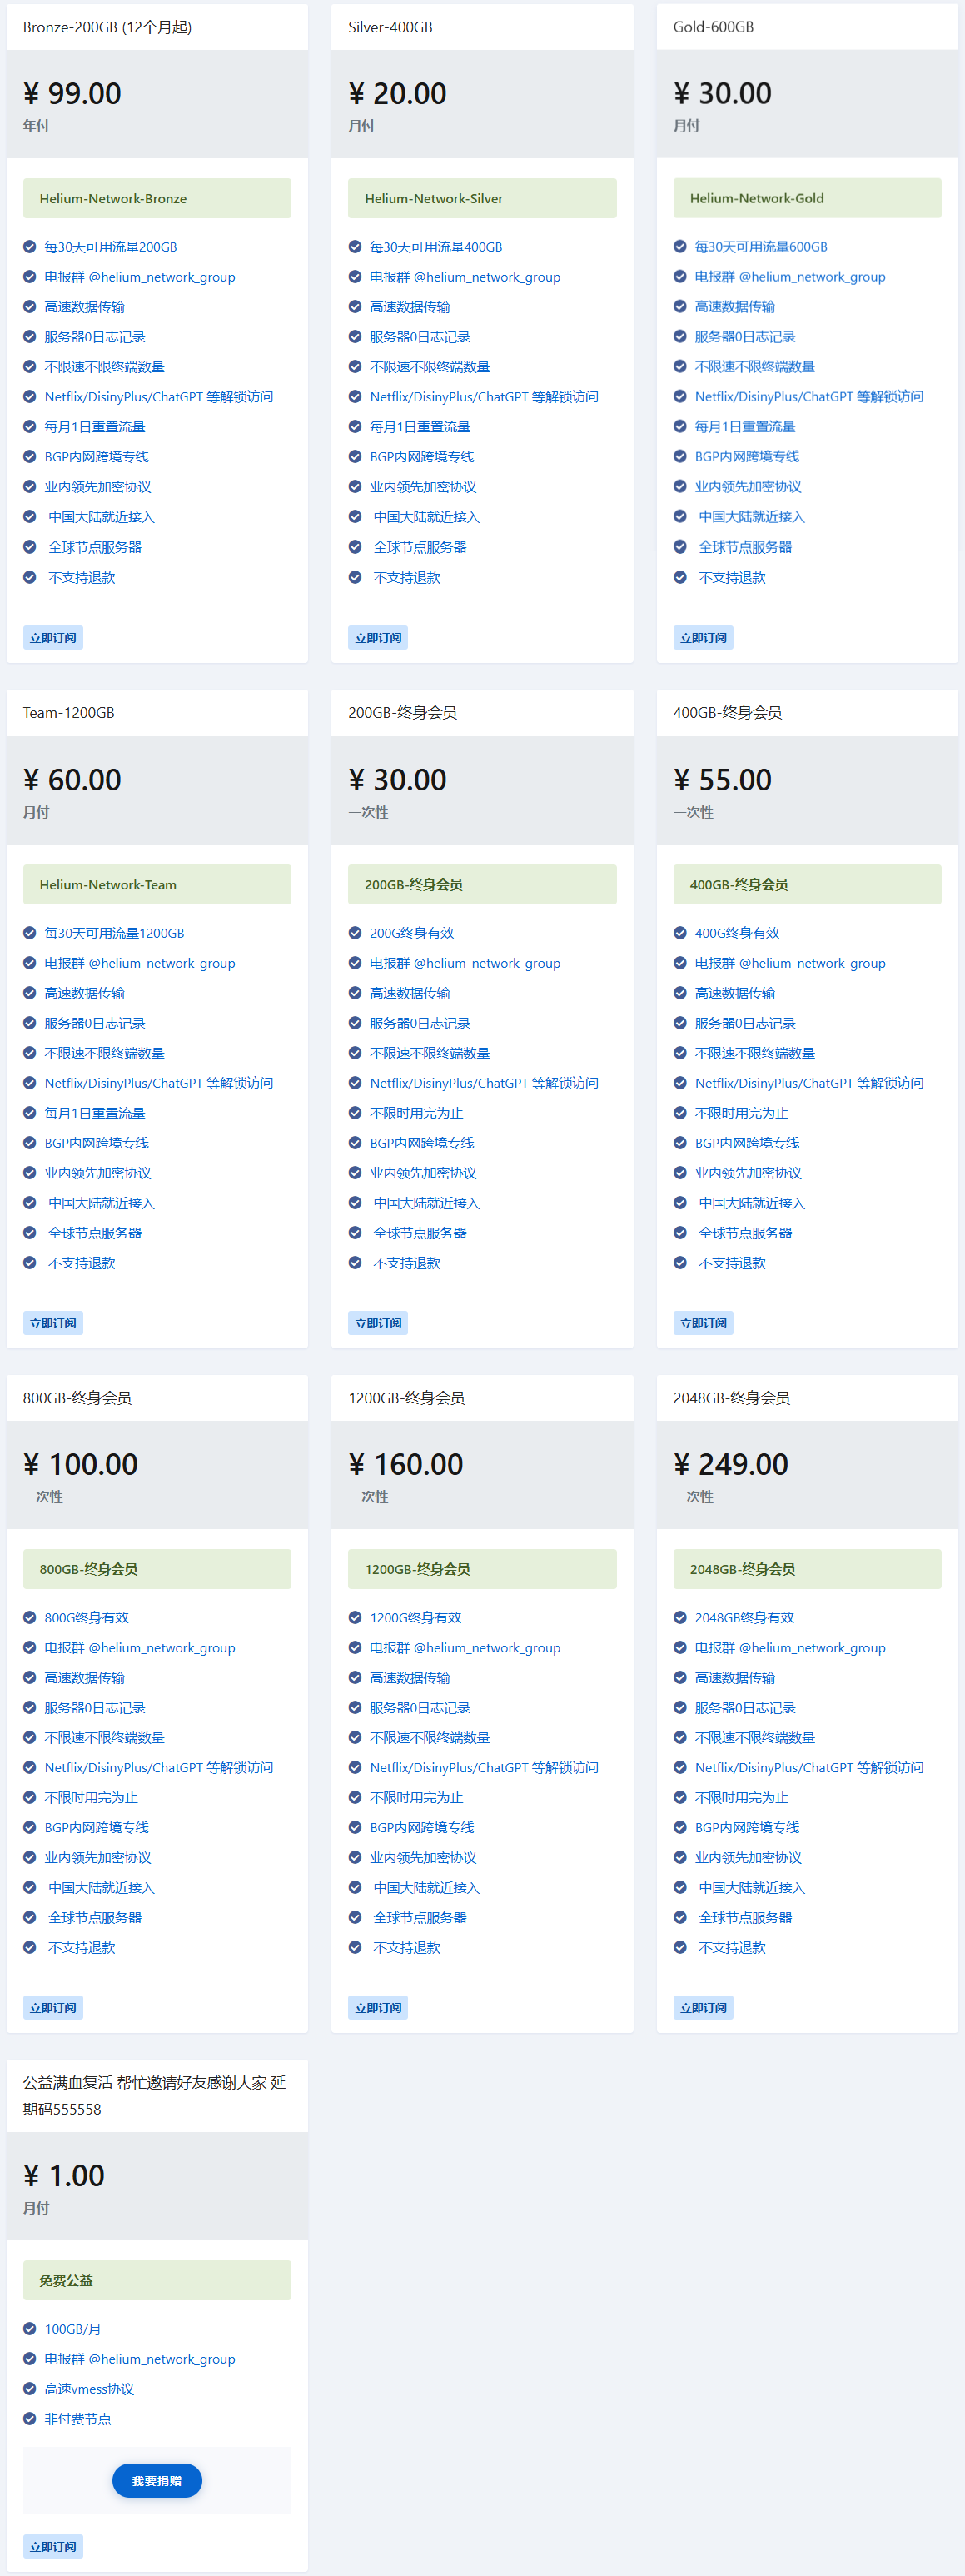 Bronze-200GB (12个月起)
¥ 99.00
年付
Helium-Network-Bronze
每30天可用流量200GB
电报群 @helium_network_group
高速数据传输
服务器0日志记录
不限速不限终端数量
Netflix/DisinyPlus/ChatGPT 等解锁访问
每月1日重置流量
BGP内网跨境专线
业内领先加密协议
中国大陆就近接入
全球节点服务器
不支持退款
立即订阅
Silver-400GB
¥ 20.00
月付
Helium-Network-Silver
每30天可用流量400GB
电报群 @helium_network_group
高速数据传输
服务器0日志记录
不限速不限终端数量
Netflix/DisinyPlus/ChatGPT 等解锁访问
每月1日重置流量
BGP内网跨境专线
业内领先加密协议
中国大陆就近接入
全球节点服务器
不支持退款
立即订阅
Gold-600GB
¥ 30.00
月付
Helium-Network-Gold
每30天可用流量600GB
电报群 @helium_network_group
高速数据传输
服务器0日志记录
不限速不限终端数量
Netflix/DisinyPlus/ChatGPT 等解锁访问
每月1日重置流量
BGP内网跨境专线
业内领先加密协议
中国大陆就近接入
全球节点服务器
不支持退款
立即订阅
Team-1200GB
¥ 60.00
月付
Helium-Network-Team
每30天可用流量1200GB
电报群 @helium_network_group
高速数据传输
服务器0日志记录
不限速不限终端数量
Netflix/DisinyPlus/ChatGPT 等解锁访问
每月1日重置流量
BGP内网跨境专线
业内领先加密协议
中国大陆就近接入
全球节点服务器
不支持退款
立即订阅
200GB-终身会员
¥ 30.00
一次性
200GB-终身会员
200G终身有效
电报群 @helium_network_group
高速数据传输
服务器0日志记录
不限速不限终端数量
Netflix/DisinyPlus/ChatGPT 等解锁访问
不限时用完为止
BGP内网跨境专线
业内领先加密协议
中国大陆就近接入
全球节点服务器
不支持退款
立即订阅
400GB-终身会员
¥ 55.00
一次性
400GB-终身会员
400G终身有效
电报群 @helium_network_group
高速数据传输
服务器0日志记录
不限速不限终端数量
Netflix/DisinyPlus/ChatGPT 等解锁访问
不限时用完为止
BGP内网跨境专线
业内领先加密协议
中国大陆就近接入
全球节点服务器
不支持退款
立即订阅
800GB-终身会员
¥ 100.00
一次性
800GB-终身会员
800G终身有效
电报群 @helium_network_group
高速数据传输
服务器0日志记录
不限速不限终端数量
Netflix/DisinyPlus/ChatGPT 等解锁访问
不限时用完为止
BGP内网跨境专线
业内领先加密协议
中国大陆就近接入
全球节点服务器
不支持退款
立即订阅
1200GB-终身会员
¥ 160.00
一次性
1200GB-终身会员
1200G终身有效
电报群 @helium_network_group
高速数据传输
服务器0日志记录
不限速不限终端数量
Netflix/DisinyPlus/ChatGPT 等解锁访问
不限时用完为止
BGP内网跨境专线
业内领先加密协议
中国大陆就近接入
全球节点服务器
不支持退款
立即订阅
2048GB-终身会员
¥ 249.00
一次性
2048GB-终身会员
2048GB终身有效
电报群 @helium_network_group
高速数据传输
服务器0日志记录
不限速不限终端数量
Netflix/DisinyPlus/ChatGPT 等解锁访问
不限时用完为止
BGP内网跨境专线
业内领先加密协议
中国大陆就近接入
全球节点服务器
不支持退款
立即订阅
公益满血复活 帮忙邀请好友感谢大家 延
期码555558
¥ 1.00
月付
免费公益
100GB/月
电报群 @helium_network_group
高速vmess协议
非付费节点
我要捐赠
立即订阅